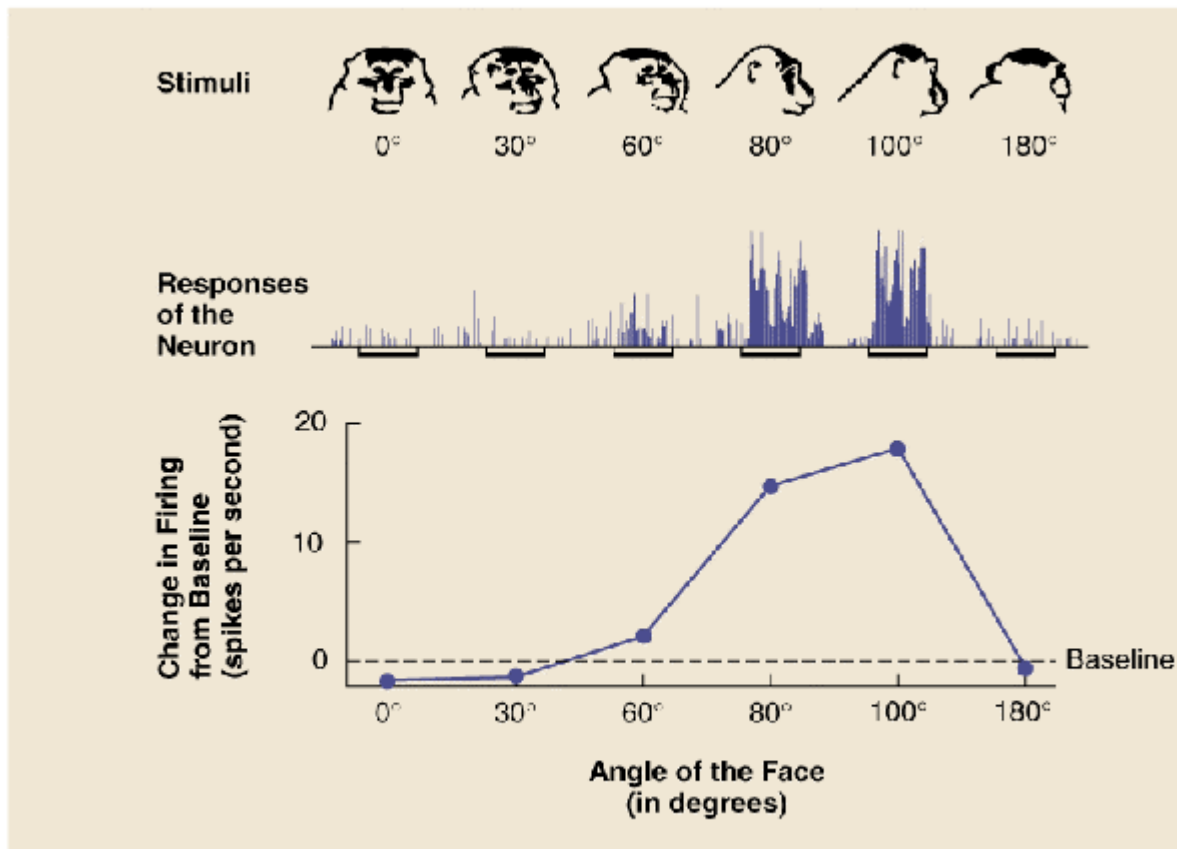 Stimuli
0° 30° 60° 80° 100° 180°
Responses
of the
Neuron
Change in Firing
from Baseline
(spikes per second)
20
10
0
Baseline
0° 30° 60° 80° 100° 180°
Angle of the Face
(in degrees)